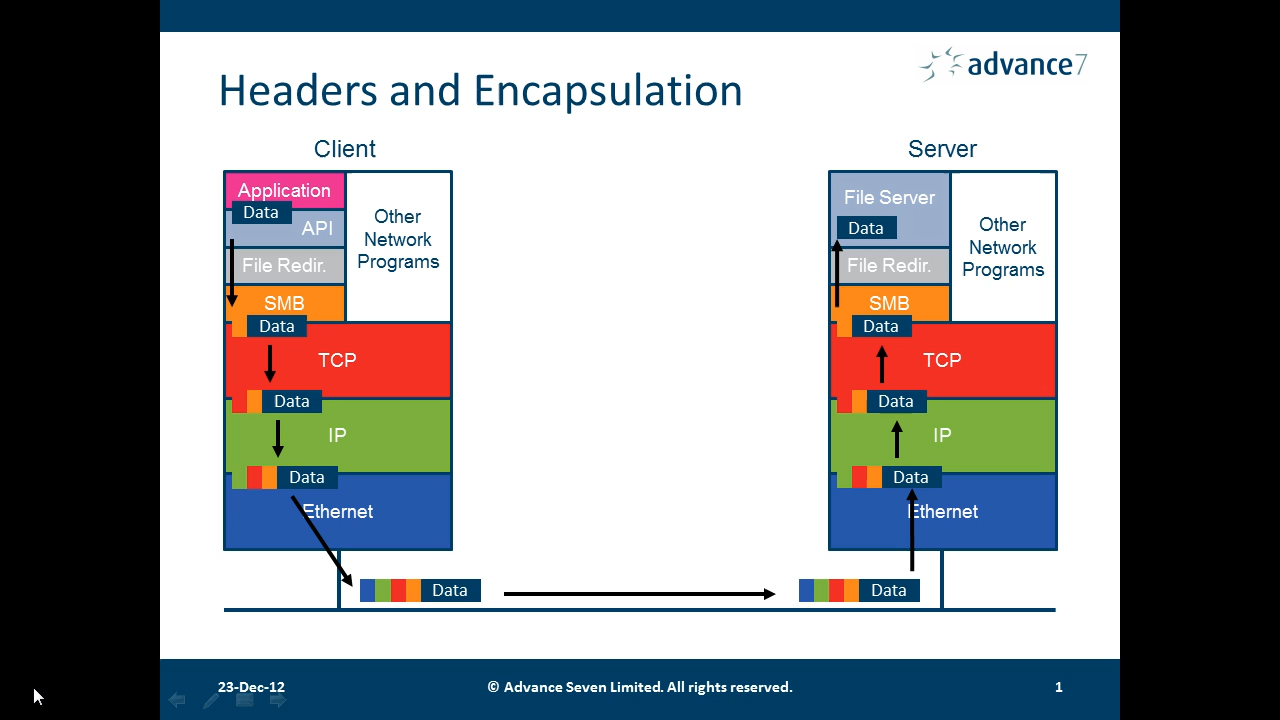 advance7
Headers and Encapsulation
Client
Application
Data
API
File Redir.
SMB
Data
TCP
Data
IP
Data
Ethernet
Other
Network
Programs
Data
Server
File Server
Data
File Redir.
SMB
Data
TCP
Data
IP
Data
Ethernet
Other
Network
Programs
Data
23-Dec-12
© Advance Seven Limited. All rights reserved.
1